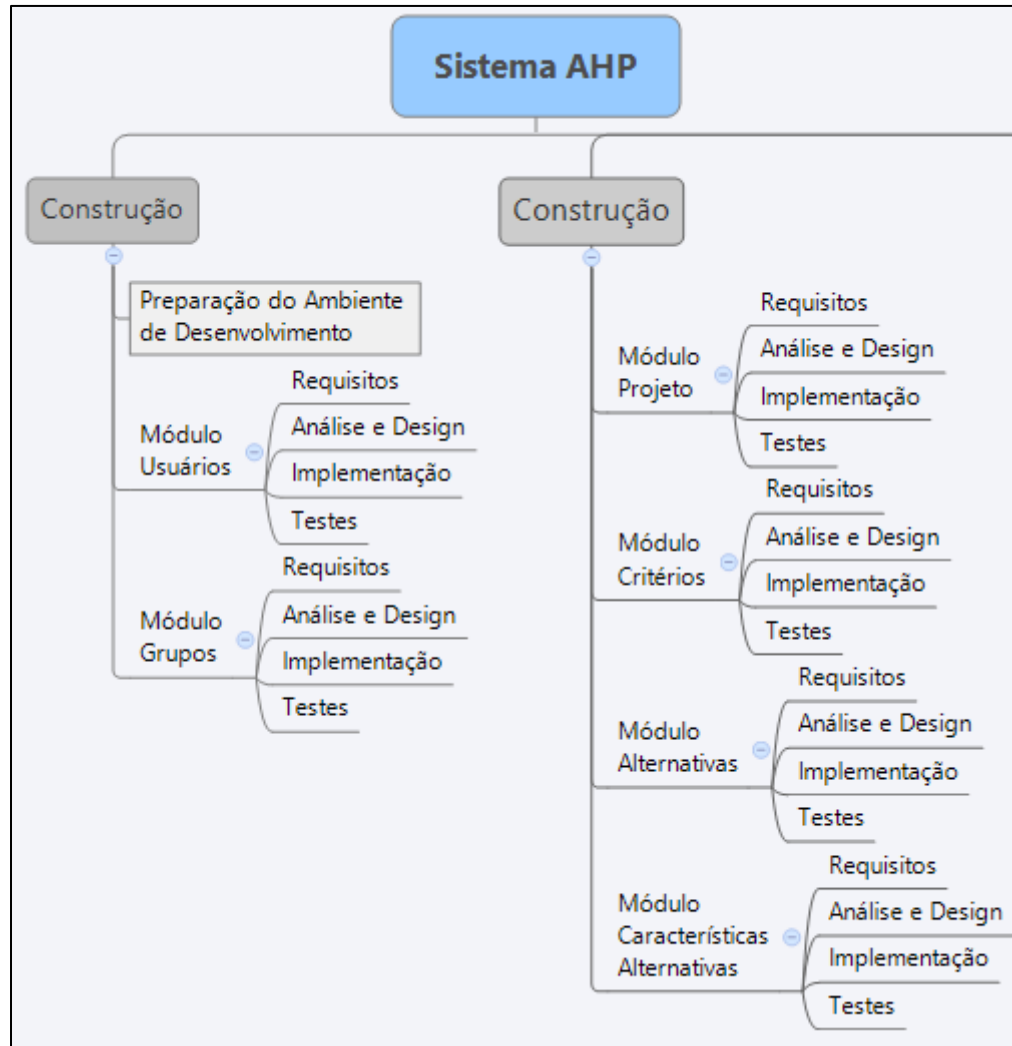 Sistema AHP
Construção
Preparação do Ambiente
de Desenvolvimento
Módulo
Usuários
Requisitos
Análise e Design
Implementação
Testes
Módulo
Grupos
Requisitos
Análise e Design
Implementação
Testes
Construção
Módulo
Projeto
Requisitos
Análise e Design
Implementação
Testes
Módulo
Critérios
Requisitos
Análise e Design
Implementação
Testes
Módulo
Alternativas
Requisitos
Análise e Design
Implementação
Testes
Módulo
Características
Alternativas
Requisitos
Análise e Design
Implementação
Testes